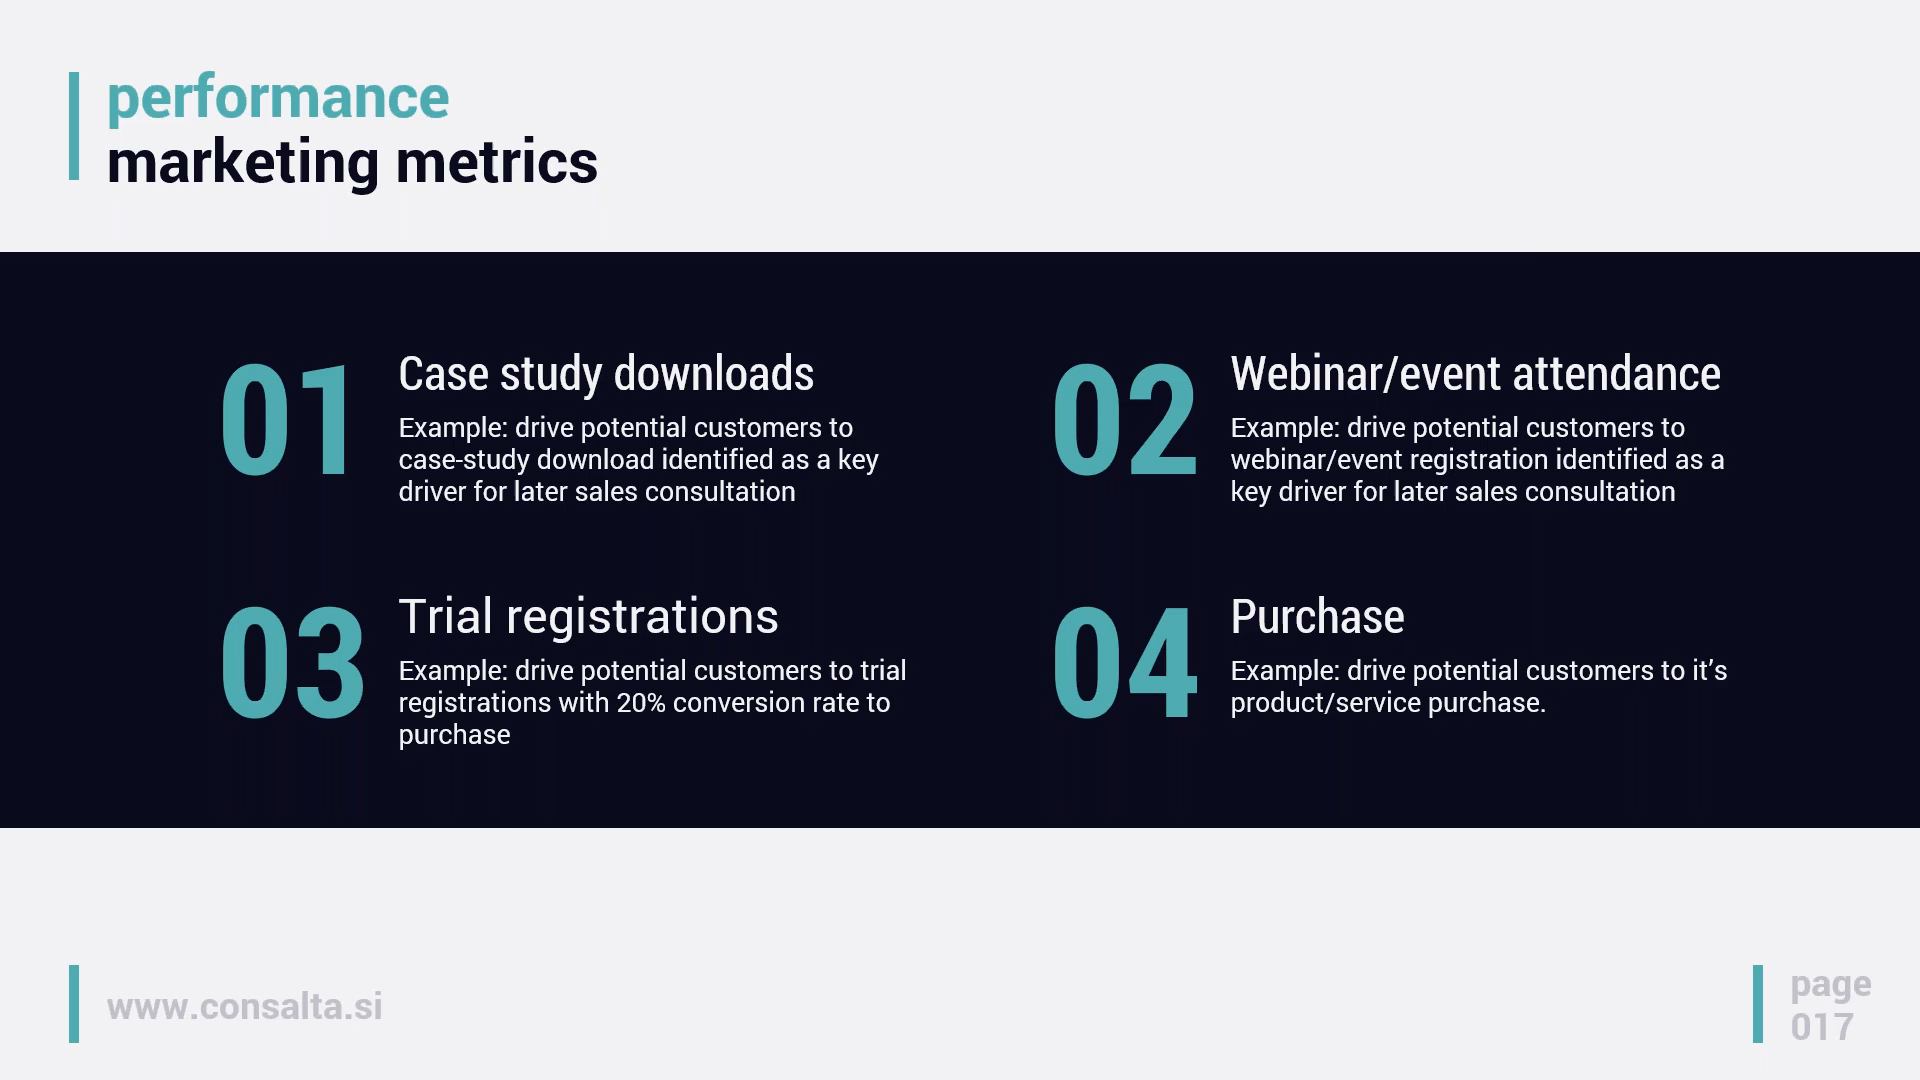 performance
marketing metrics
01
Case study downloads
Example: drive potential customers to
case-study download identified as a key
driver for later sales consultation
02
Webinar/event attendance
Example: drive potential customers to
webinar/event registration identified as a
key driver for later sales consultation
03
Trial registrations
Example: drive potential customers to trial
registrations with 20% conversion rate to
purchase
04
Purchase
Example: drive potential customers to it’s
product/service purchase.
www.consalta.si
page
017